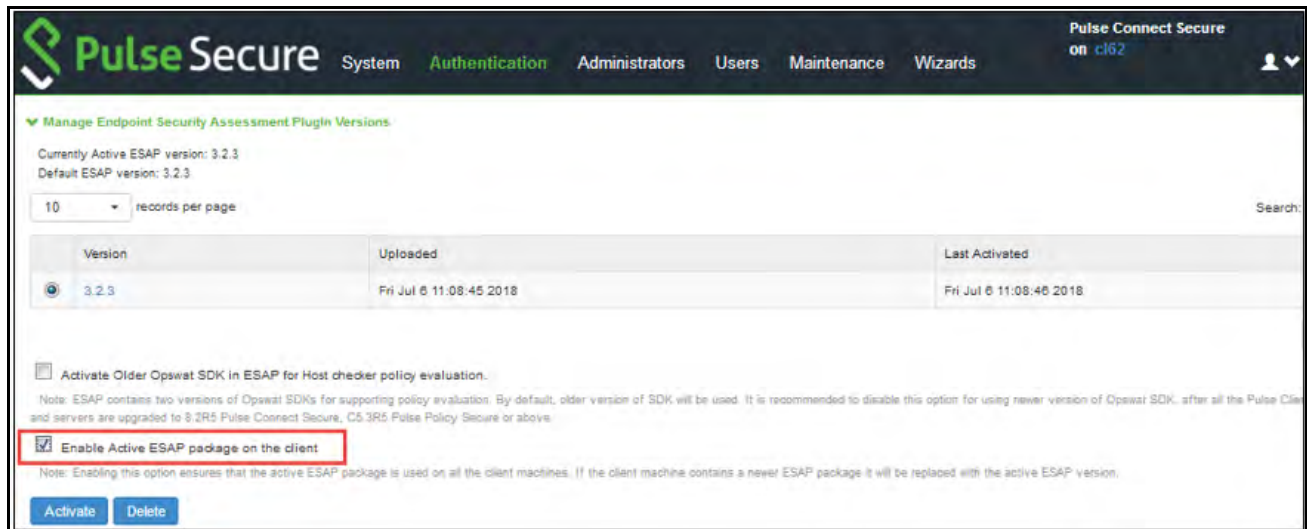 Pulse Secure System Authentication Administrators Users Maintenance Wizards
Pulse Connect Secure
on cl62
Manage Endpoint Security Assessment Plugin Versions
Currently Active ESAP version: 3.2.3
Default ESAP version: 3.2.3
10 records per page Search:
Version Uploaded Last Activated
3.2.3 Fri Jul 6 11:08:45 2018 Fri Jul 6 11:08:46 2018
Activate Older Opswat SDK in ESAP for Host checker policy evaluation.
Note: ESAP contains two versions of Opswat SDKs for supporting policy evaluation. By default, older version of SDK will be used. It is recommended to disable this option for using newer version of Opswat SDK, after all the Pulse Clie
and servers are upgraded to 8.2R5 Pulse Connect Secure, C5.3R5 Pulse Policy Secure or above.
Enable Active ESAP package on the client
Note: Enabling this option ensures that the active ESAP package is used on all the client machines. If the client machine contains a newer ESAP package it will be replaced with the active ESAP version.
Activate Delete